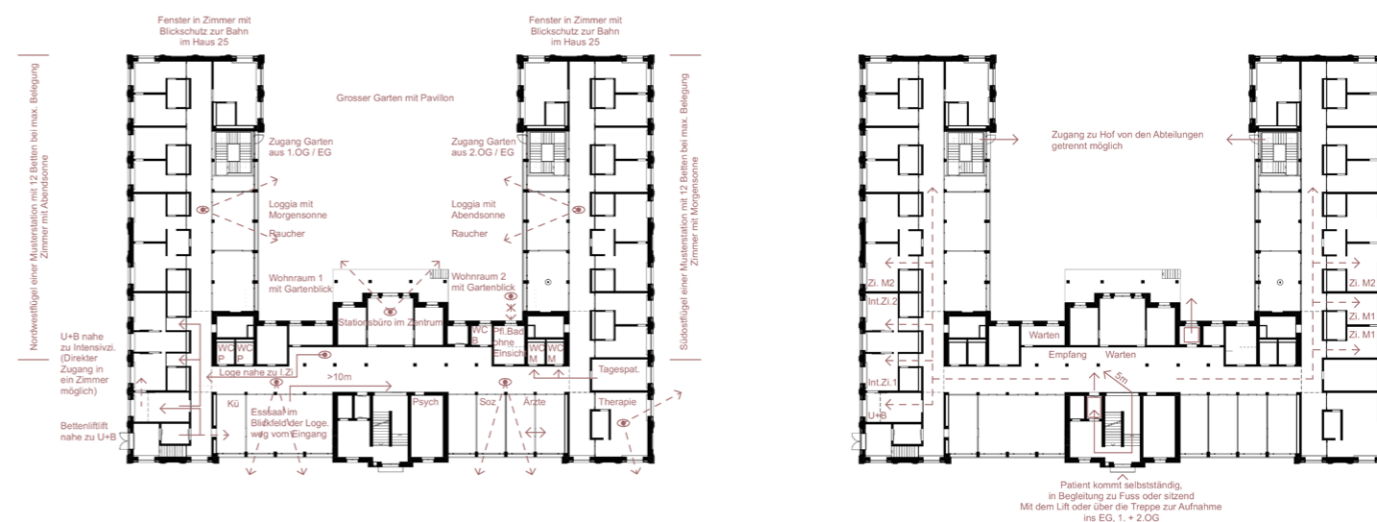 Fenster in Zimmer mit
Blickschutz zur Bahn
im Haus 25
Fenster in Zimmer mit
Blickschutz zur Bahn
im Haus 25
Nordwestflügel einer Musterstation mit 12 Betten bei max. Belegung
Zimmer mit Abendsonne
Grosser Garten mit Pavillon
Südostflügel einer Musterstation mit 12 Betten bei max. Belegung
Zimmer mit Morgensonne
Zugang Garten
aus 1.OG / EG
Zugang Garten
aus 2.OG / EG
Loggia mit
Morgensonne
Raucher
Loggia mit
Abendsonne
Raucher
Wohnraum 1
mit Gartenblick
Wohnraum 2
mit Gartenblick
Stationsbüro im Zentrum
WC
B
Pfl.Bad
ohne
Einsicht
WC
P
WC
P
WC
M
WC
M
U+B nahe
zu Intensivzi.
(Direkter
Zugang in
ein Zimmer
möglich)
Loge nahe zu I.Zi
>10m
Tagespat.
Kü
Esssaal im
Blickfeld der Loge.
weg vom Eingang
Psych
Soz
Ärzte
Therapie
Bettenliftlift
nahe zu U+B
Zugang zu Hof von den Abteilungen
getrennt möglich
Zi. M2
Int.Zi.2
Int.Zi.1
U+B
Zi. M2
Zi. M1
Zi. M1
Warten
Empfang
Warten
5m
Patient kommt selbstständig,
in Begleitung zu Fuss oder sitzend
Mit dem Lift oder über die Treppe zur Aufnahme
ins EG, 1. + 2.OG